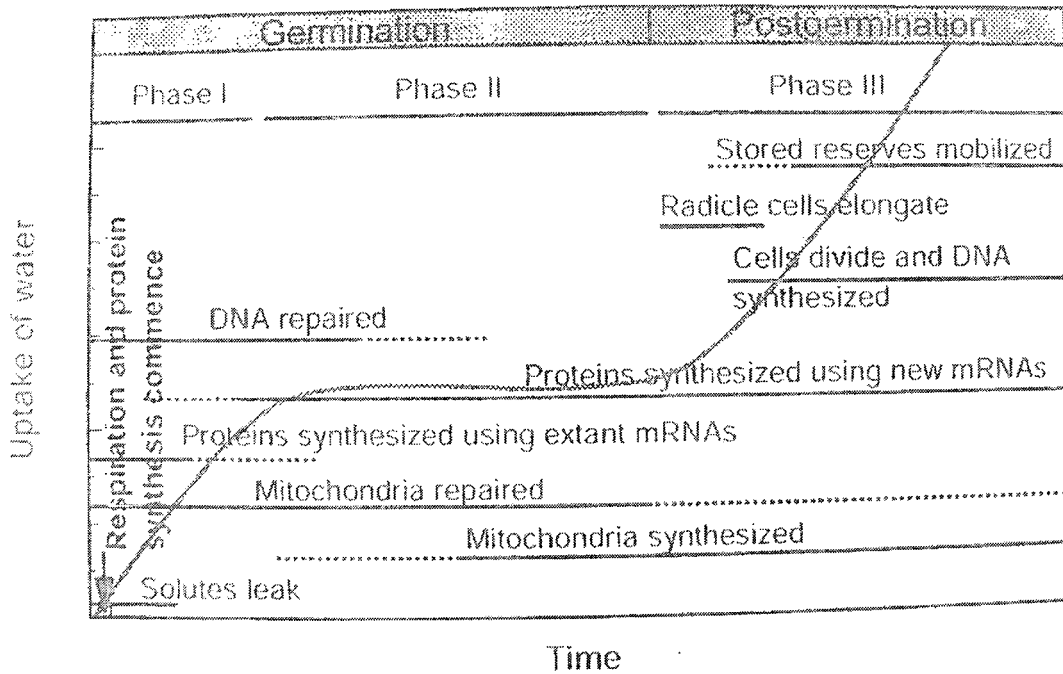 Germination
Postgermination
Phase I
Phase II
Phase III
Stored reserves mobilized
Radicle cells elongate
Cells divide and DNA
synthesized
DNA repaired
Proteins synthesized using new mRNAs
Proteins synthesized using extant mRNAs
Mitochondria repaired
Mitochondria synthesized
Solutes leak
Respiration and protein
synthesis commence
Uptake of water
Time